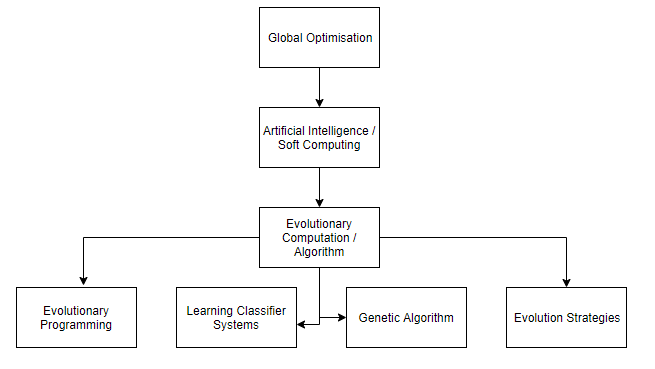 Global Optimisation
Artificial Intelligence /
Soft Computing
Evolutionary
Computation /
Algorithm
Evolutionary
Programming
Learning Classifier
Systems
Genetic Algorithm
Evolution Strategies